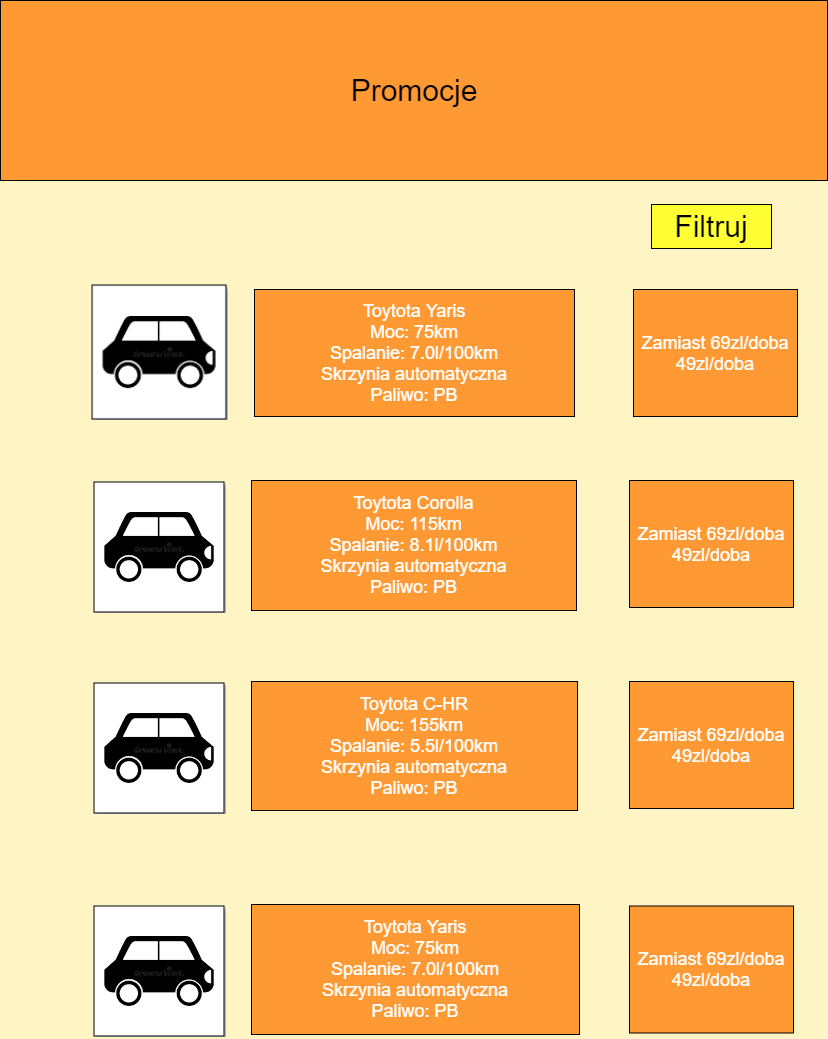 Promocje
Filtruj
Toytota Yaris
Moc: 75km
Spalanie: 7.0l/100km
Skrzynia automatyczna
Paliwo: PB
Zamiast 69zl/doba
49zl/doba
Toytota Corolla
Moc: 115km
Spalanie: 8.1l/100km
Skrzynia automatyczna
Paliwo: PB
Zamiast 69zl/doba
49zl/doba
Toytota C-HR
Moc: 155km
Spalanie: 5.5l/100km
Skrzynia automatyczna
Paliwo: PB
Zamiast 69zl/doba
49zl/doba
Toytota Yaris
Moc: 75km
Spalanie: 7.0l/100km
Skrzynia automatyczna
Paliwo: PB
Zamiast 69zl/doba
49zl/doba